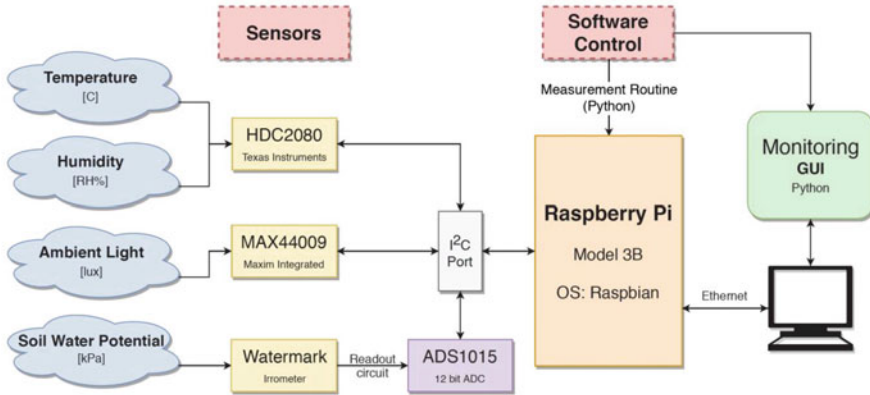 Sensors
Software
Control
Temperature
[C]
Humidity
[RH%]
Ambient Light
[lux]
Soil Water Potential
[kPa]
HDC2080
Texas Instruments
MAX44009
Maxim Integrated
Watermark
Irrometer
Readout
circuit
ADS1015
12 bit ADC
I²C
Port
Measurement Routine
(Python)
Raspberry Pi
Model 3B
OS: Raspbian
Ethernet
Monitoring
GUI
Python